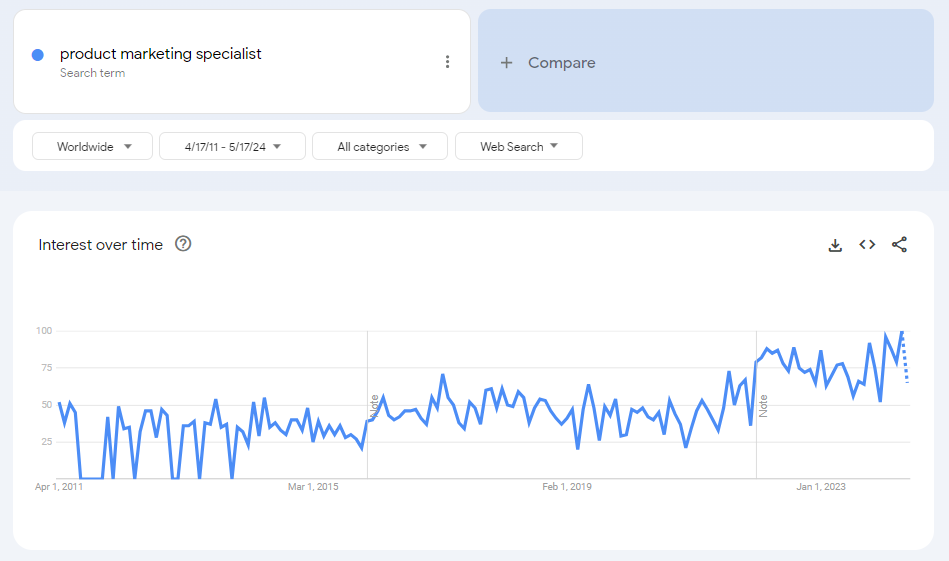 product marketing specialist
Search term
+ Compare
Worldwide
4/17/11 - 5/17/24
All categories
Web Search
Interest over time
100
75
50
25
Note
Note
Apr 1, 2011
Mar 1, 2015
Feb 1, 2019
Jan 1, 2023